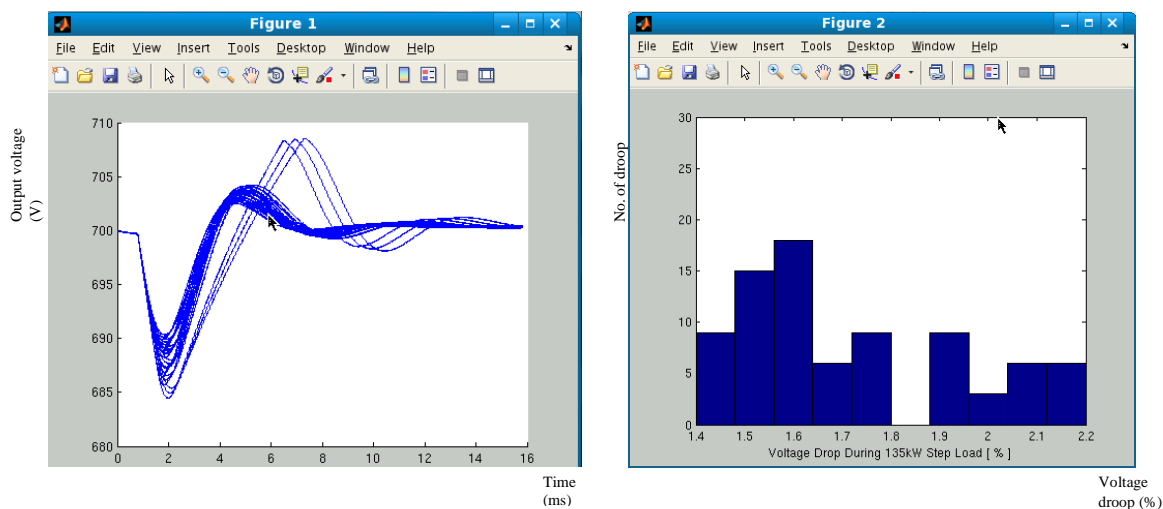 Figure 1
File Edit View Insert Tools Desktop Window Help
Output voltage
(V)
710
705
700
695
690
685
680
0 2 4 6 8 10 12 14 16
Time
(ms)
Figure 2
File Edit View Insert Tools Desktop Window Help
No. of droop
30
25
20
15
10
5
0
1.4 1.5 1.6 1.7 1.8 1.9 2 2.1 2.2
Voltage Drop During 135kW Step Load [ % ]
Voltage
droop (%)